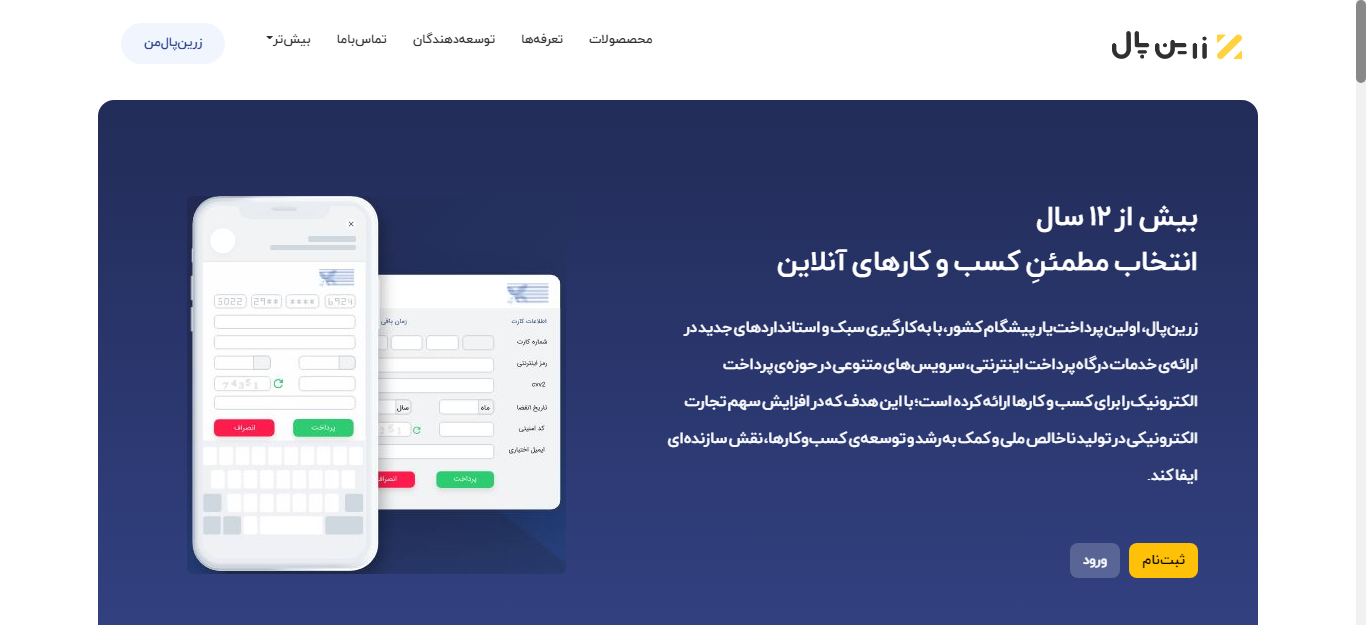 زرین پال
محصصولات
تعرفه‌ها
توسعه‌دهندگان
تماس‌باما
بیش‌تر
زرین‌پال‌من
بیش از ۱۲ سال
انتخاب مطمئنِ کسب و کارهای آنلاین
زرین‌پال، اولین پرداخت‌یار پیشگام کشور، با به‌کارگیری سبک و استانداردهای جدید در
ارائه‌ی خدمات درگاه پرداخت اینترنتی، سرویس‌های متنوعی در حوزه‌ی پرداخت
الکترونیک را برای کسب و کارها ارائه کرده است؛ با این هدف که در افزایش سهم تجارت
الکترونیکی در تولید ناخالص ملی و کمک به رشد و توسعه‌ی کسب‌وکارها، نقش سازنده‌ای
ایفا کند.
ثبت‌نام
ورود
5022 29** **** 6924
74351
پرداخت
انصراف
اطلاعات کارت
زمان باقی
شماره کارت
رمز اینترنتی
cvv2
تاریخ انقضا
ماه
سال
کد امنیتی
351
ایمیل اختیاری
پرداخت
انصراف